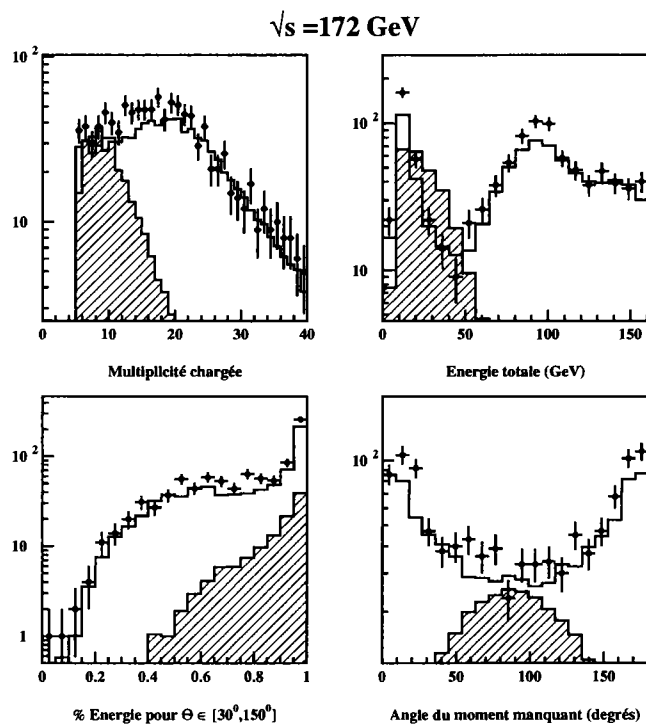 √s =172 GeV
10²
10
0 10 20 30 40
Multiplicité chargée
10²
10
0 50 100 150
Energie totale (GeV)
10²
10
1
0 0.2 0.4 0.6 0.8 1
% Energie pour Θ ∈ [30⁰,150⁰]
10²
0 50 100 150
Angle du moment manquant (degrés)